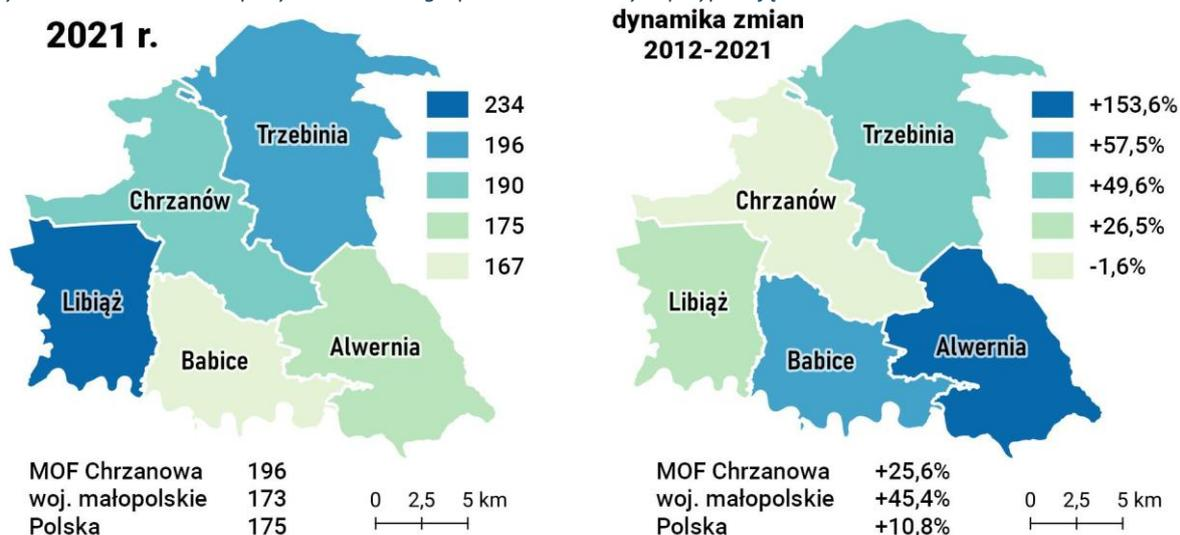 2021 r.
Trzebinia
Chrzanów
Libiąż
Babice
Alwernia
234
196
190
175
167
MOF Chrzanowa 196
woj. małopolskie 173
Polska 175
0 2,5 5 km
dynamika zmian
2012-2021
Trzebinia
Chrzanów
Libiąż
Babice
Alwernia
+153,6%
+57,5%
+49,6%
+26,5%
-1,6%
MOF Chrzanowa +25,6%
woj. małopolskie +45,4%
Polska +10,8%
0 2,5 5 km